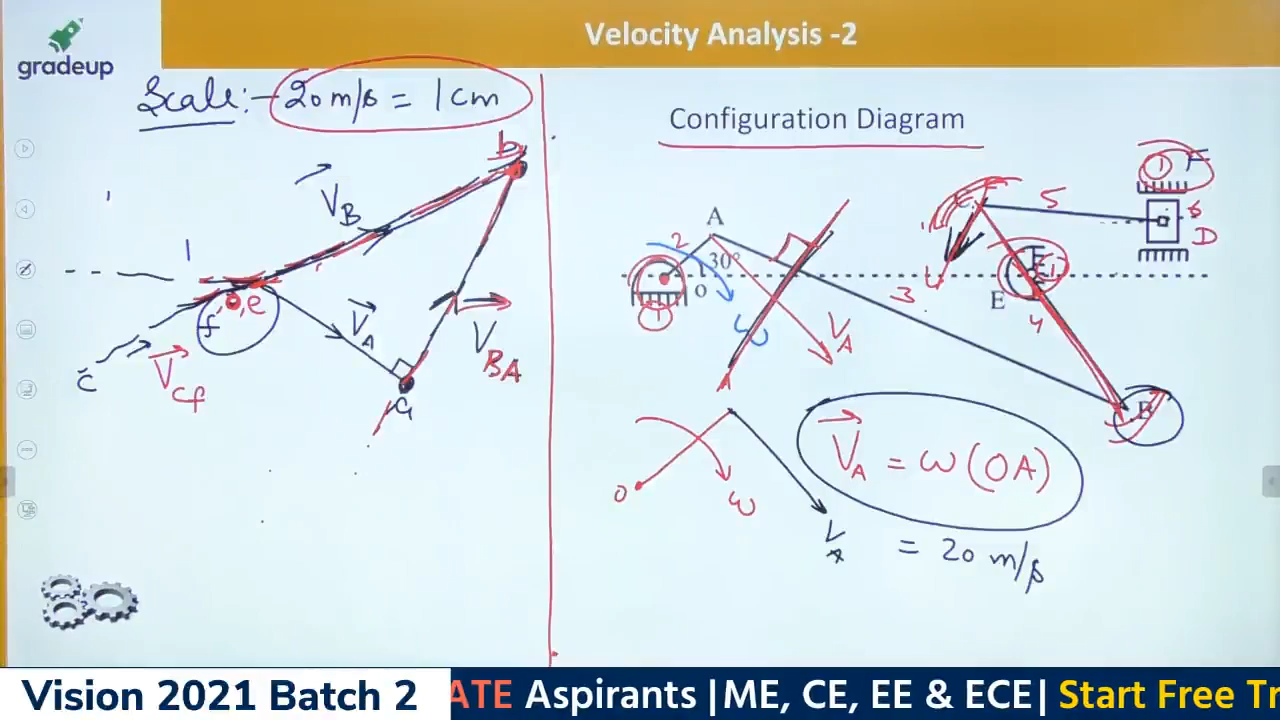 gradeup
Velocity Analysis -2
Scale:- 20 m/s = 1 cm
b
V_B
f, e
V_A
V_BA
c
V_cf
a
Configuration Diagram
1 F
A
2
30°
o
1
ω
3
V_A
C
5
6
D
E
4
B
A
O
ω
V_A = ω(OA)
= 20 m/s
Vision 2021 Batch 2
ATE Aspirants |ME, CE, EE & ECE| Start Free Tr